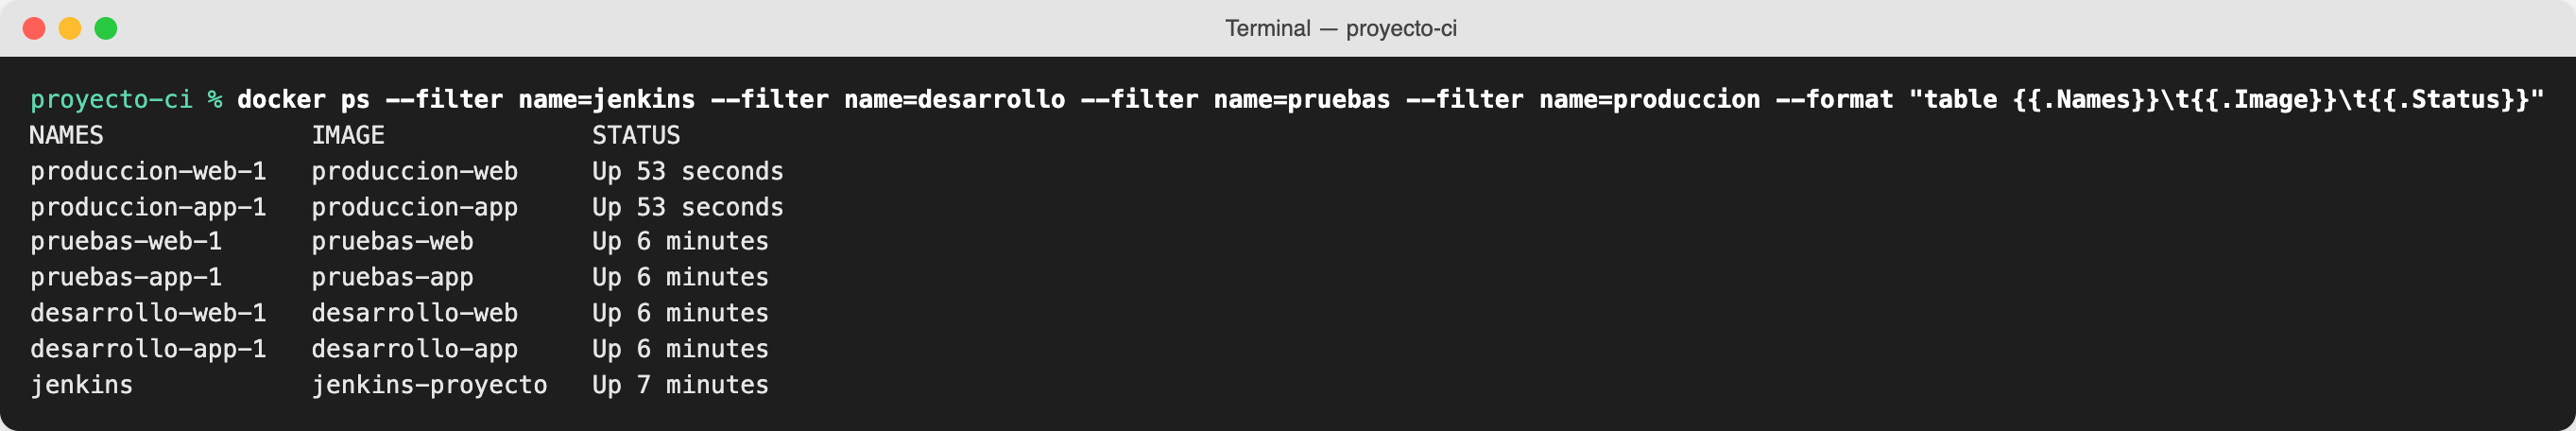 Terminal — proyecto-ci
proyecto-ci % docker ps --filter name=jenkins --filter name=desarrollo --filter name=pruebas --filter name=produccion --format "table {{.Names}}\t{{.Image}}\t{{.Status}}"
NAMES IMAGE STATUS
produccion-web-1 produccion-web Up 53 seconds
produccion-app-1 produccion-app Up 53 seconds
pruebas-web-1 pruebas-web Up 6 minutes
pruebas-app-1 pruebas-app Up 6 minutes
desarrollo-web-1 desarrollo-web Up 6 minutes
desarrollo-app-1 desarrollo-app Up 6 minutes
jenkins jenkins-proyecto Up 7 minutes